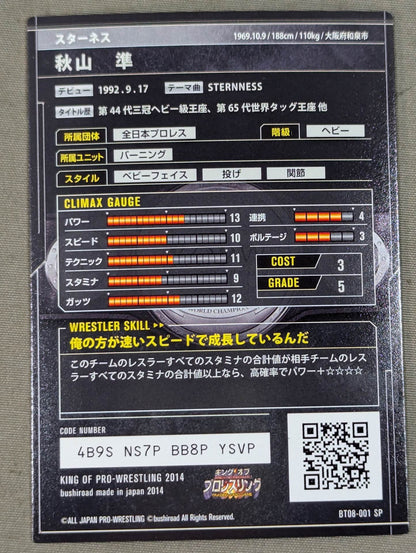 スターネス
1969.10.9 / 188cm / 110kg / 大阪府和泉市
秋山 準
デビュー 1992.9.17 テーマ曲 STERNNESS
タイトル歴 第44代三冠ヘビー級王座、第65代世界タッグ王座 他
所属団体 全日本プロレス 階級 ヘビー
所属ユニット バーニング
スタイル ベビーフェイス 投げ 関節
CLIMAX GAUGE
パワー 13 連携 4
スピード 10 ボルテージ 3
テクニック 11
COST 3
スタミナ 9
GRADE 5
ガッツ 12
WORLD CHAMPION
WRESTLER SKILL
俺の方が速いスピードで成長しているんだ
このチームのレスラーすべてのスタミナの合計値が相手チームのレス
ラーすべてのスタミナの合計値以上なら、高確率でパワー+☆☆☆☆
CODE NUMBER
4B9S NS7P BB8P YSVP
KING OF PRO-WRESTLING 2014
bushiroad made in japan 2014
キング オブ
プロレスリング
©ALL JAPAN PRO-WRESTLING ©bushiroad All Rights Reserved.
BT08-001 SP